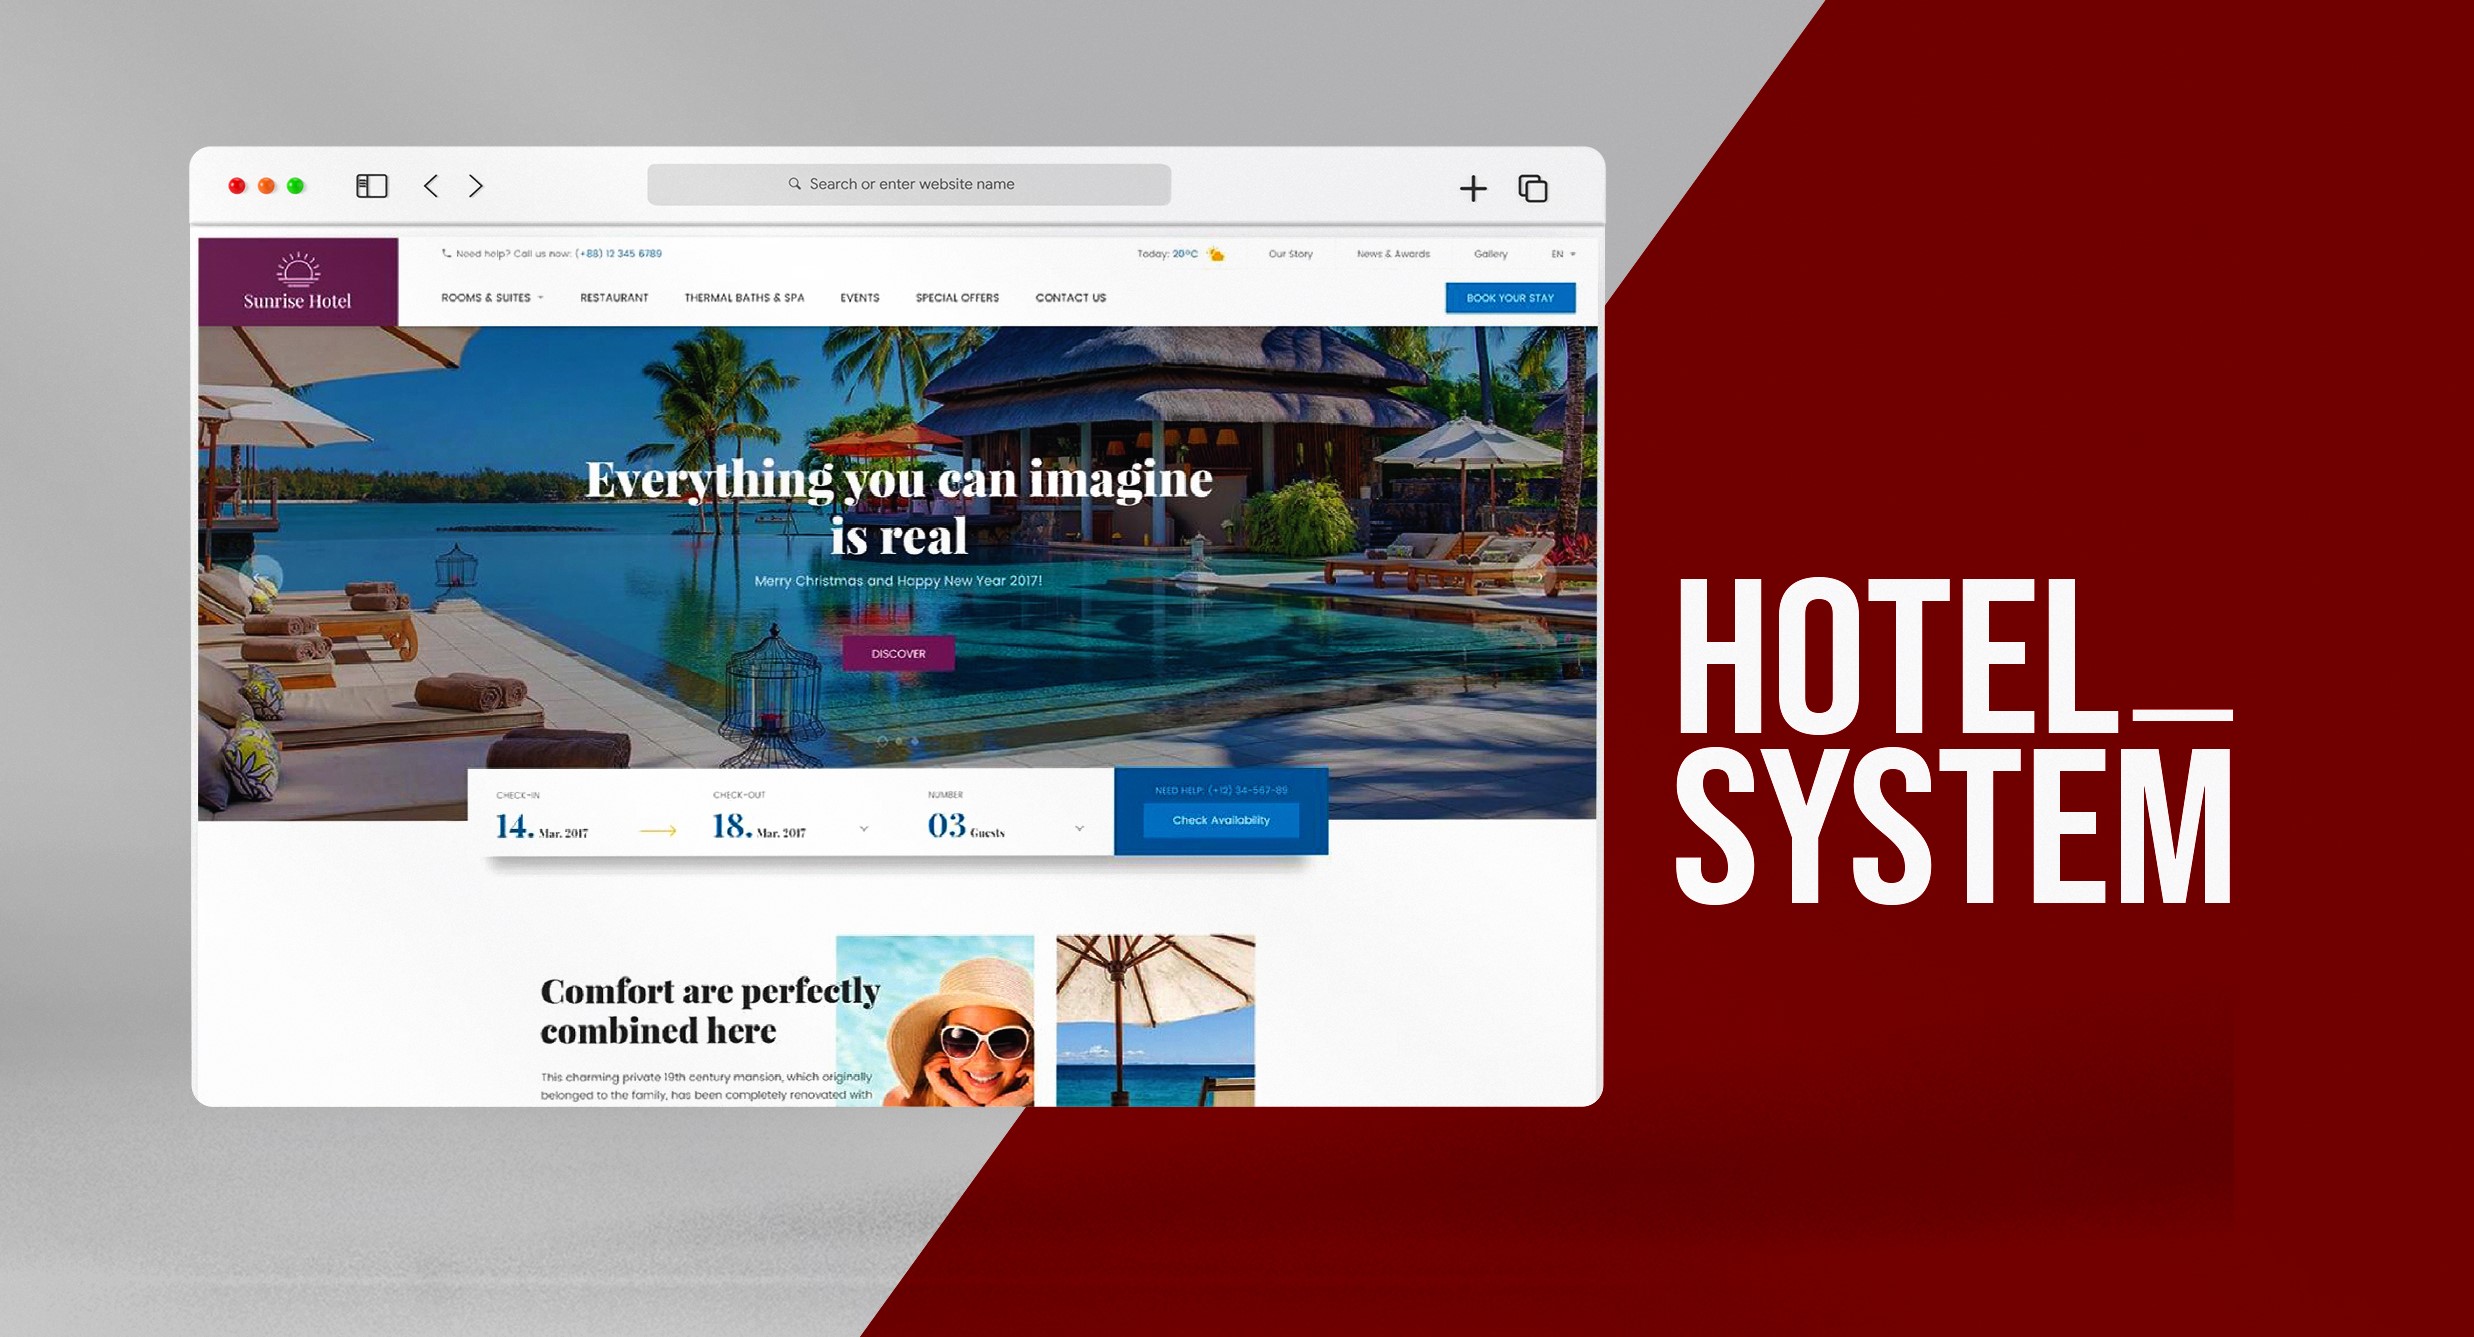 Search or enter website name
Sunrise Hotel
Need help? Call us now: (+88) 12 345 6789
Today: 20°C
Our Story
News & Awards
Gallery
EN
ROOMS & SUITES
RESTAURANT
THERMAL BATHS & SPA
EVENTS
SPECIAL OFFERS
CONTACT US
BOOK YOUR STAY
Everything you can imagine
is real
Merry Christmas and Happy New Year 2017!
DISCOVER
CHECK-IN
14. Mar. 2017
CHECK-OUT
18. Mar. 2017
NUMBER
03 Guests
NEED HELP: (+12) 34-567-89
Check Availability
Comfort are perfectly
combined here
This charming private 19th century mansion, which originally
belonged to the family, has been completely renovated with
HOTEL_
SYSTEM